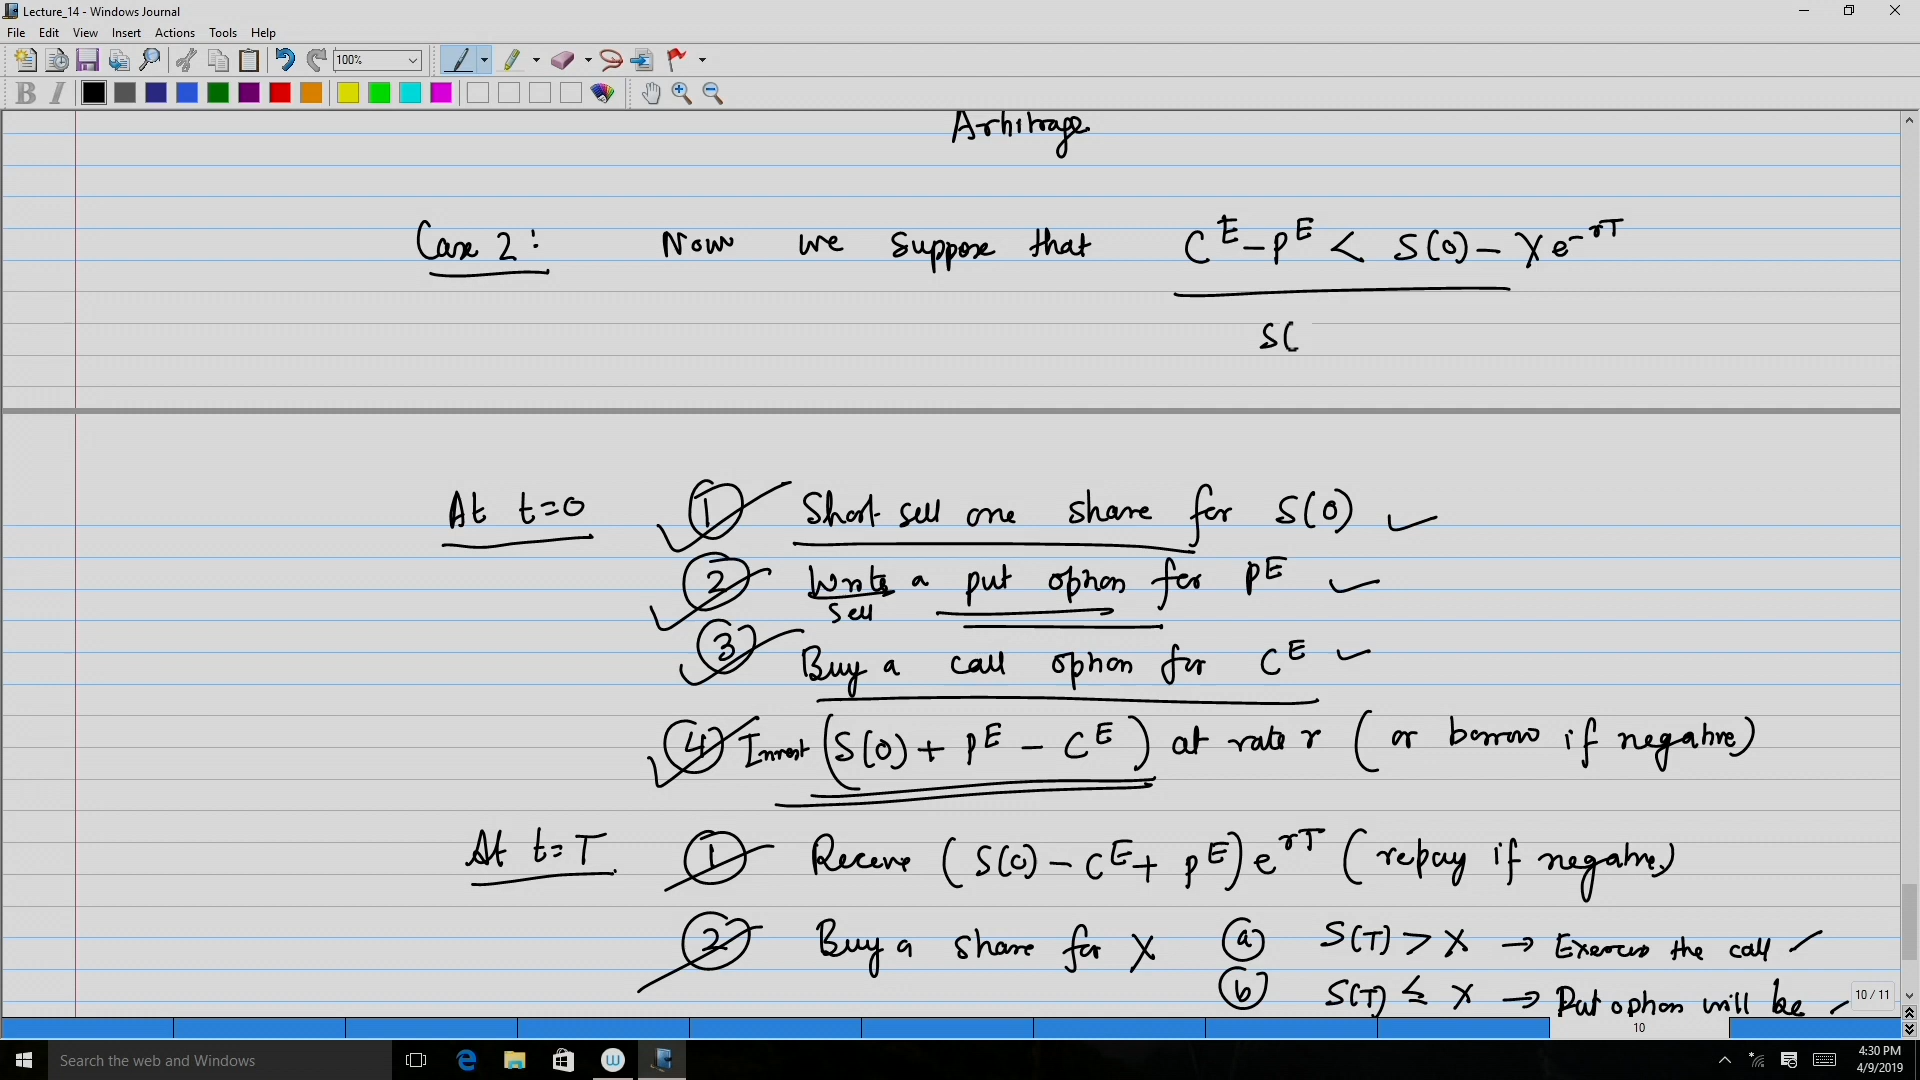 Lecture_14 - Windows Journal
File Edit View Insert Actions Tools Help
100%
B I
Arbitrage
Case 2: Now we suppose that C^E - P^E < S(0) - Xe^-rT
S(
At t=0 ① Short sell one share for S(0) ✓
② Write a put option for P^E ✓
Sell
③ Buy a call option for C^E ✓
④ Invest (S(0) + P^E - C^E) at rate r (or borrow if negative)
At t=T ① Receive (S(0) - C^E + P^E) e^rT (repay if negative)
② Buy a share for X ⓐ S(T) > X → Exercise the call ✓
ⓑ S(T) ≤ X → Put option will be ✓
10 / 11
10
Search the web and Windows
4:30 PM
4/9/2019